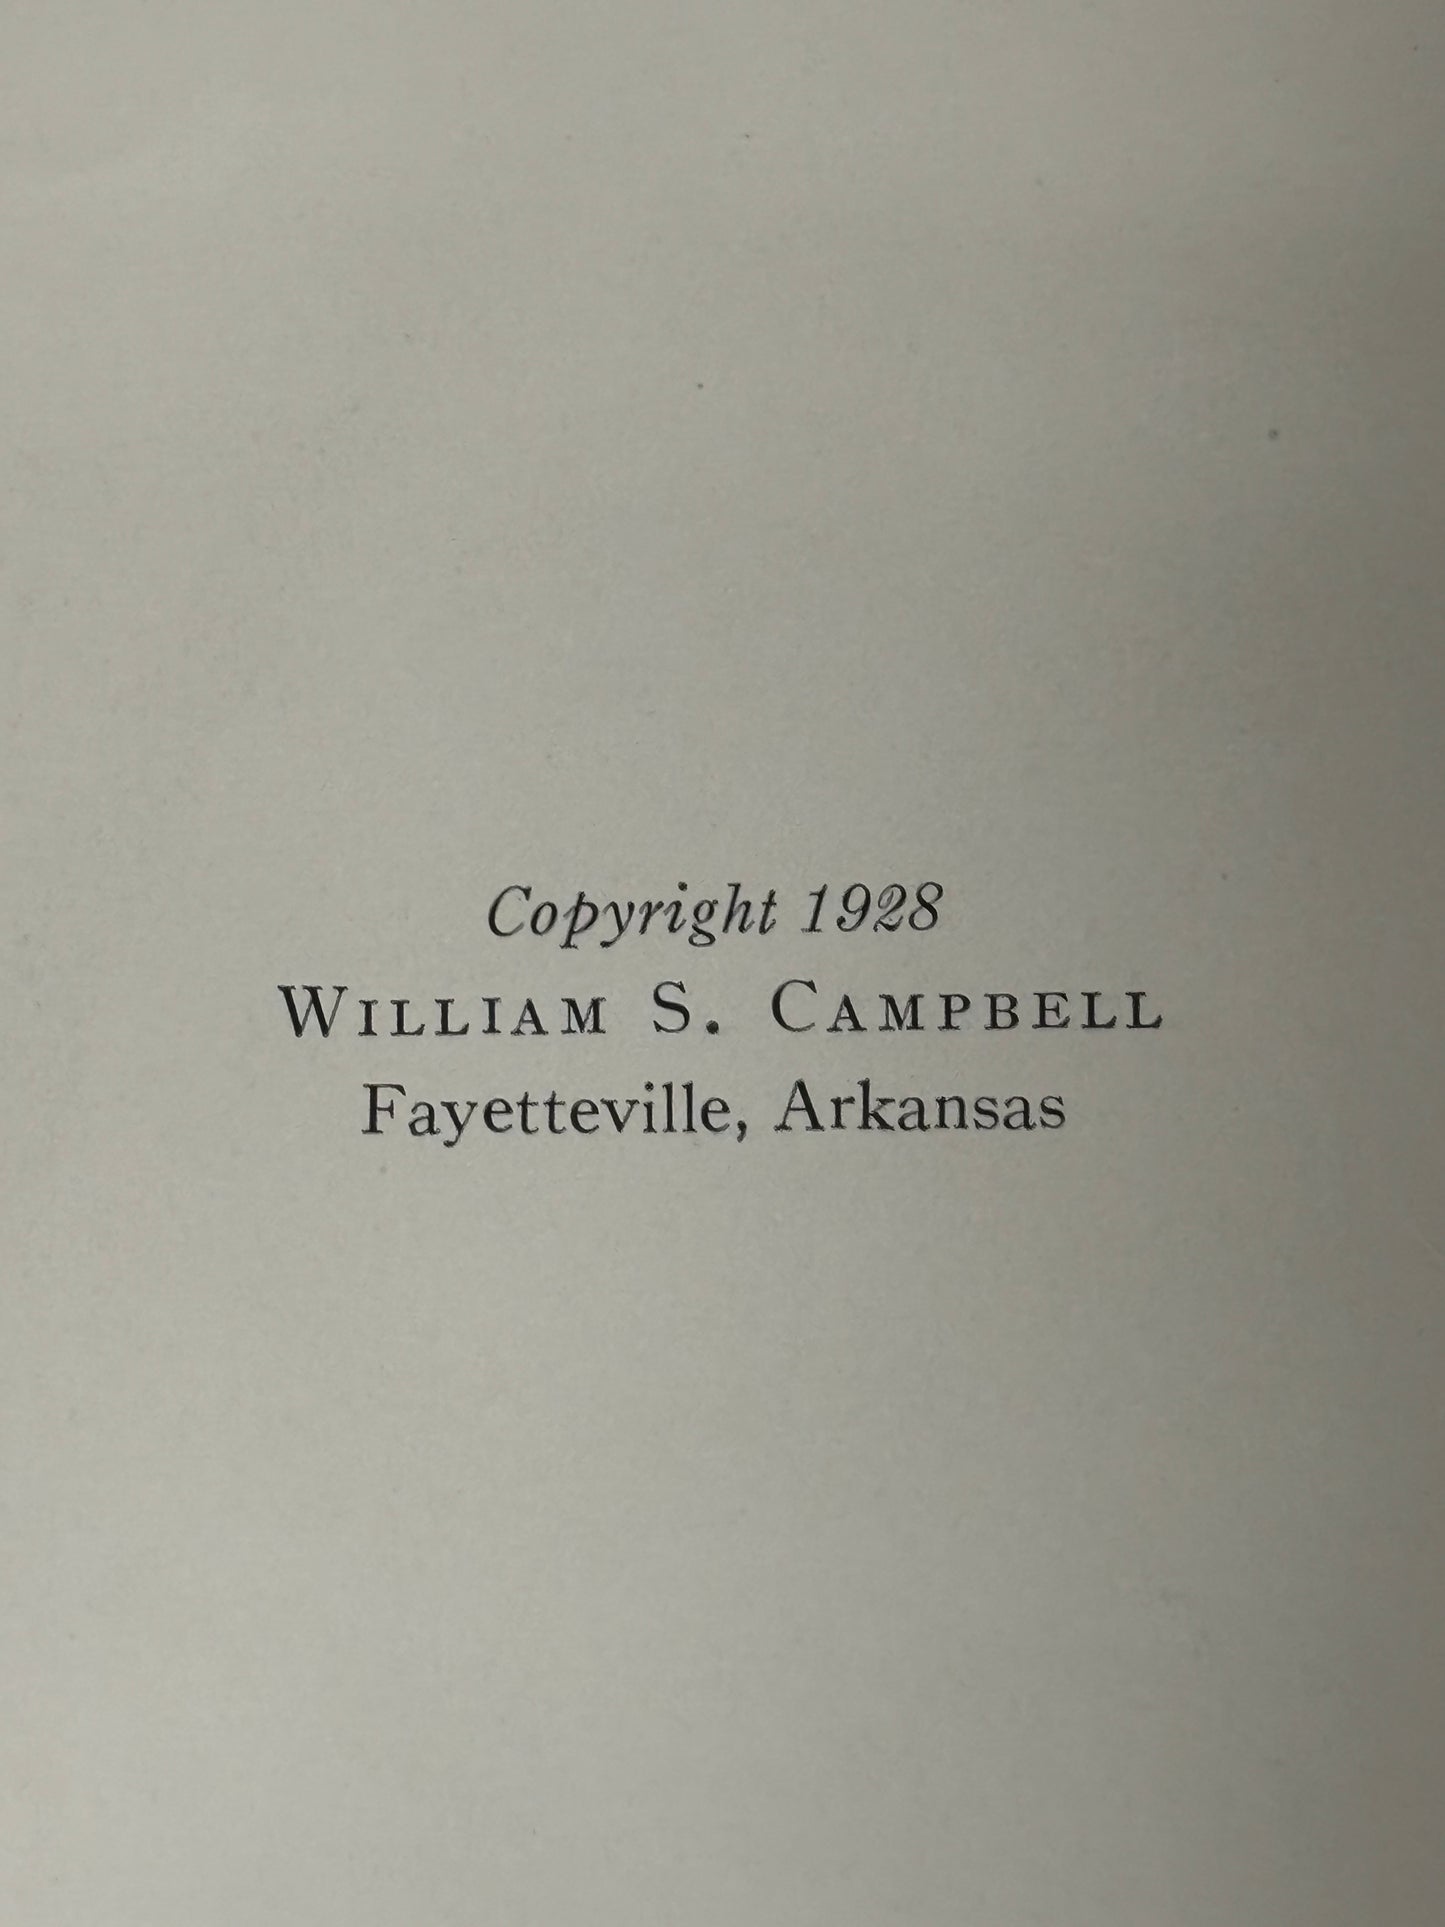 Copyright 1928
WILLIAM S. CAMPBELL
Fayetteville, Arkansas